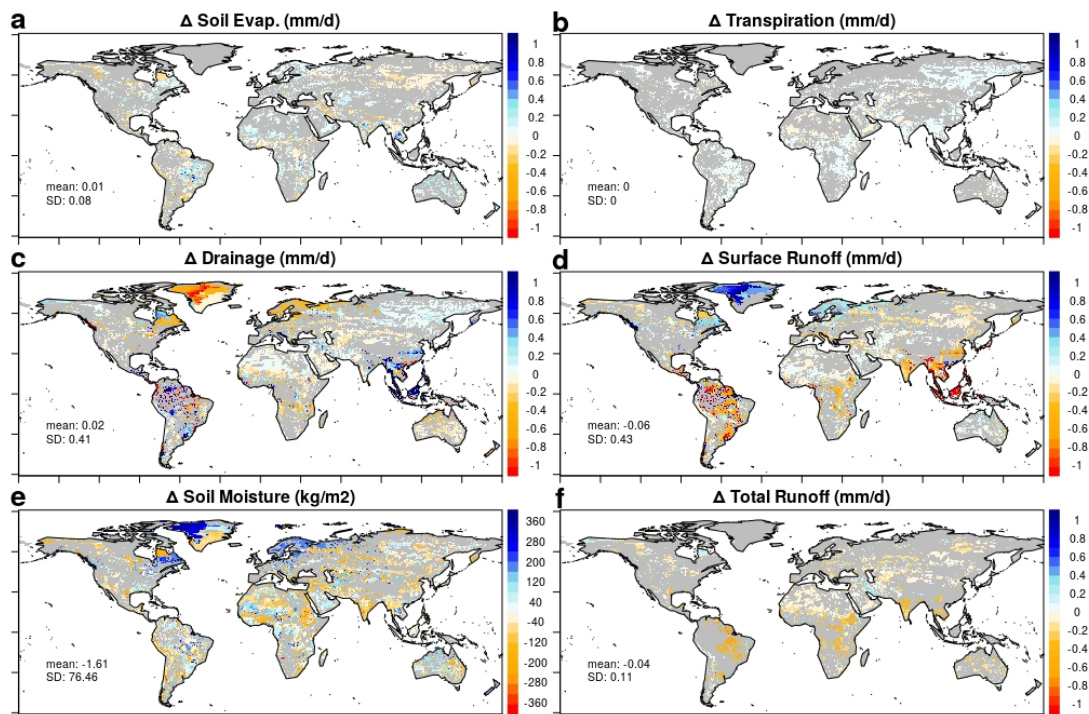 a
Δ Soil Evap. (mm/d)
mean: 0.01
SD: 0.08
1
0.8
0.6
0.4
0.2
0
-0.2
-0.4
-0.6
-0.8
-1
b
Δ Transpiration (mm/d)
mean: 0
SD: 0
1
0.8
0.6
0.4
0.2
0
-0.2
-0.4
-0.6
-0.8
-1
c
Δ Drainage (mm/d)
mean: 0.02
SD: 0.41
1
0.8
0.6
0.4
0.2
0
-0.2
-0.4
-0.6
-0.8
-1
d
Δ Surface Runoff (mm/d)
mean: -0.06
SD: 0.43
1
0.8
0.6
0.4
0.2
0
-0.2
-0.4
-0.6
-0.8
-1
e
Δ Soil Moisture (kg/m2)
mean: -1.61
SD: 76.46
360
280
200
120
40
-40
-120
-200
-280
-360
f
Δ Total Runoff (mm/d)
mean: -0.04
SD: 0.11
1
0.8
0.6
0.4
0.2
0
-0.2
-0.4
-0.6
-0.8
-1